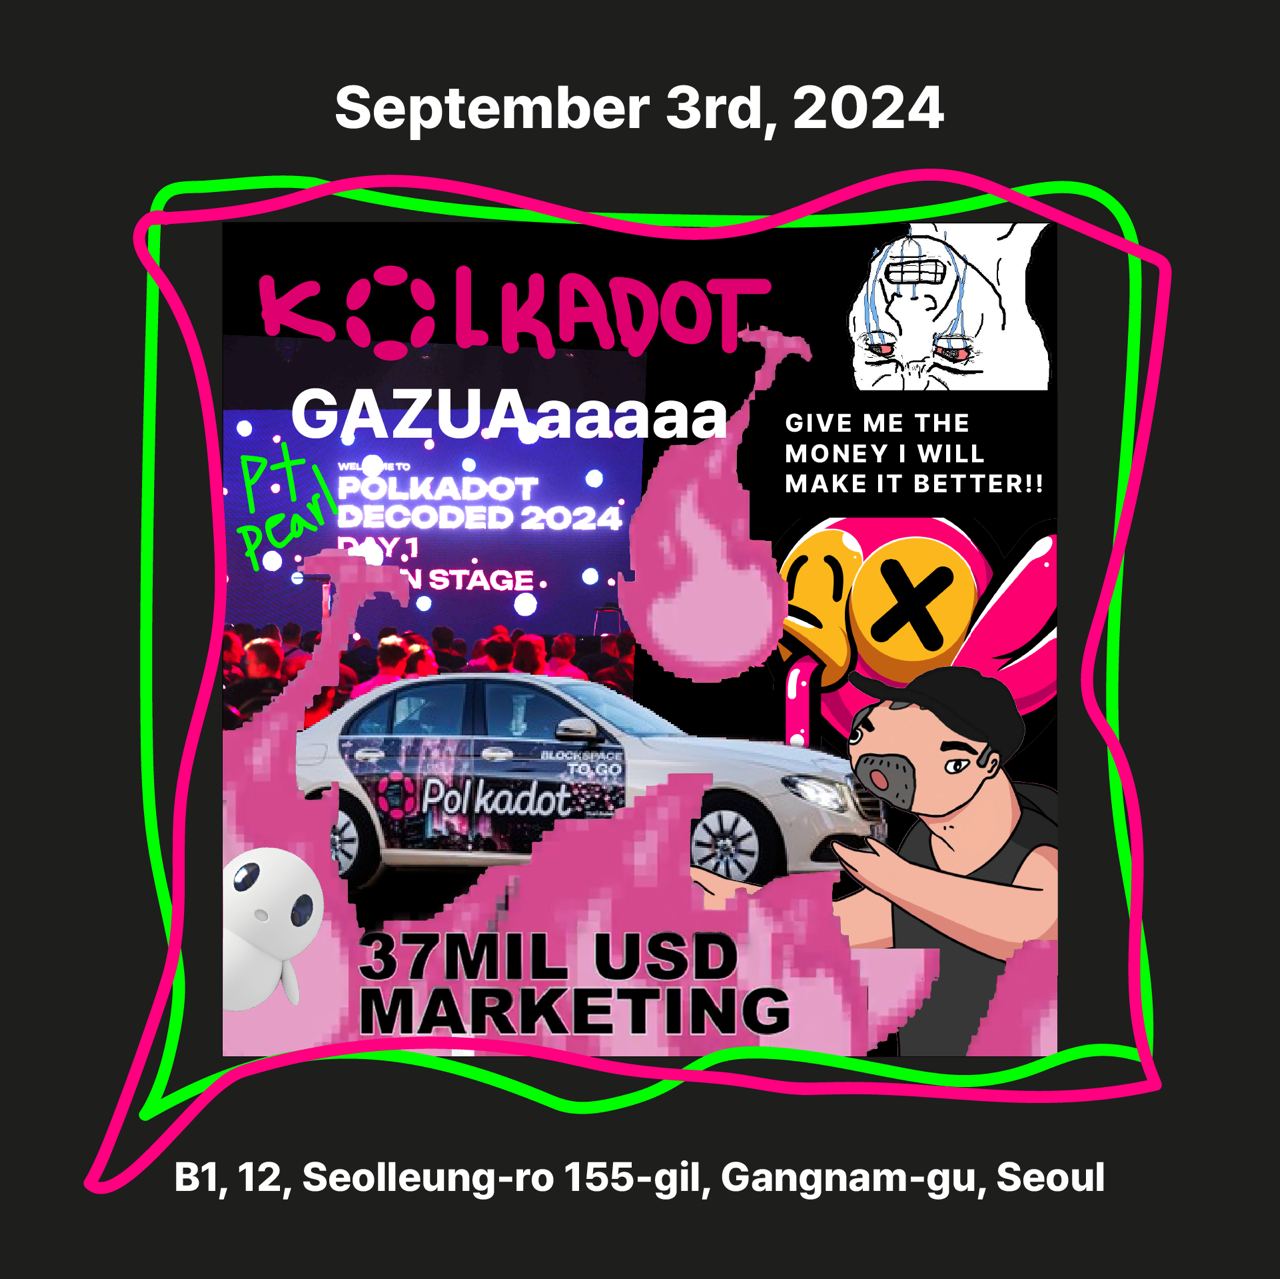 September 3rd, 2024
KOLKADOT
GAZUAaaaaa
GIVE ME THE
MONEY I WILL
MAKE IT BETTER!!
pt
pearl
WELCOME TO
POLKADOT
DECODED 2024
DAY 1
N STAGE
BLOCKSPACE
TO GO
Polkadot
37MIL USD
MARKETING
B1, 12, Seolleung-ro 155-gil, Gangnam-gu, Seoul